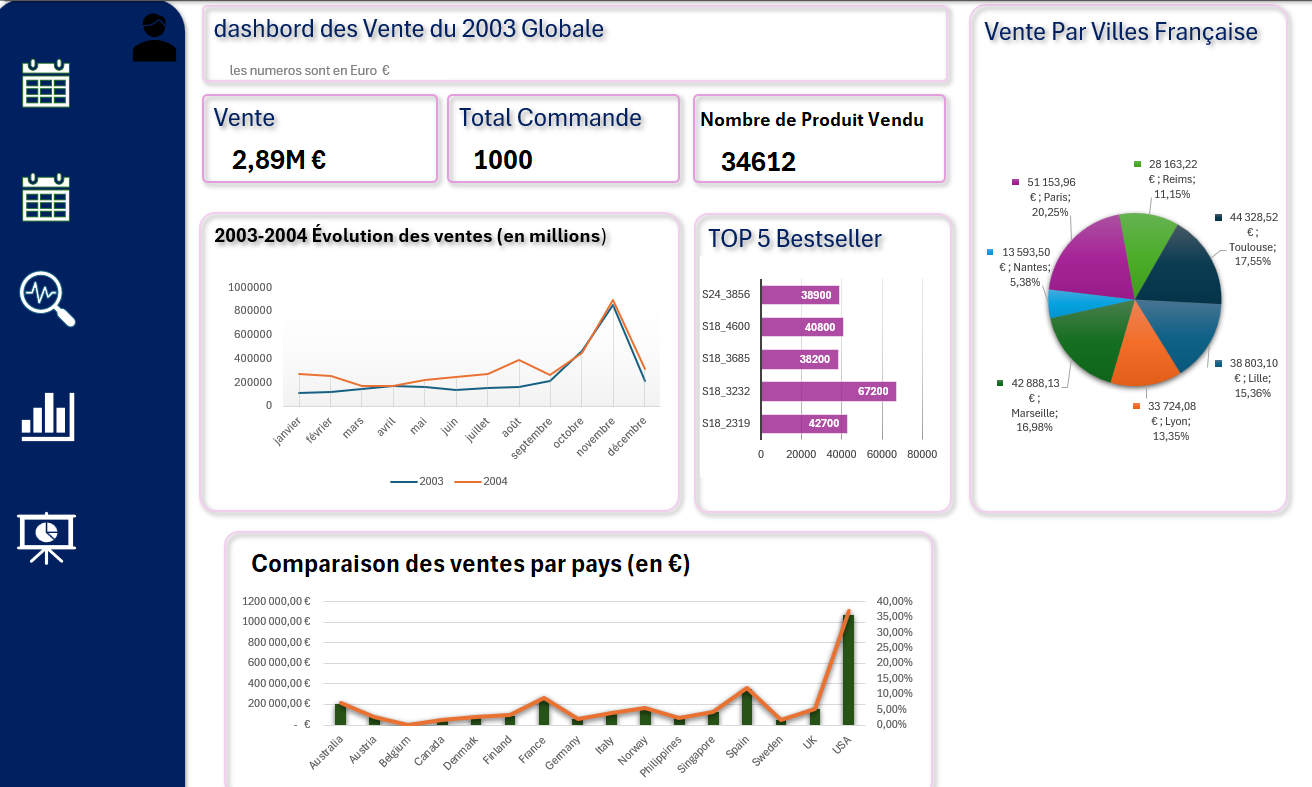 dashbord des Vente du 2003 Globale
les numeros sont en Euro €
Vente
2,89M €
Total Commande
1000
Nombre de Produit Vendu
34612
Vente Par Villes Française
28 163,22
€ ; Reims;
11,15%
44 328,52
€ ;
Toulouse;
17,55%
38 803,10
€ ; Lille;
15,36%
33 724,08
€ ; Lyon;
13,35%
42 888,13
€ ;
Marseille;
16,98%
13 593,50
€ ; Nantes;
5,38%
51 153,96
€ ; Paris;
20,25%
2003-2004 Évolution des ventes (en millions)
1000000
800000
600000
400000
200000
0
janvier
février
mars
avril
mai
juin
juillet
août
septembre
octobre
novembre
décembre
2003
2004
TOP 5 Bestseller
S24_3856
38900
S18_4600
40800
S18_3685
38200
S18_3232
67200
S18_2319
42700
0
20000
40000
60000
80000
Comparaison des ventes par pays (en €)
1200 000,00 €
1000 000,00 €
800 000,00 €
600 000,00 €
400 000,00 €
200 000,00 €
- €
40,00%
35,00%
30,00%
25,00%
20,00%
15,00%
10,00%
5,00%
0,00%
Australia
Austria
Belgium
Canada
Denmark
Finland
France
Germany
Italy
Norway
Philippines
Singapore
Spain
Sweden
UK
USA